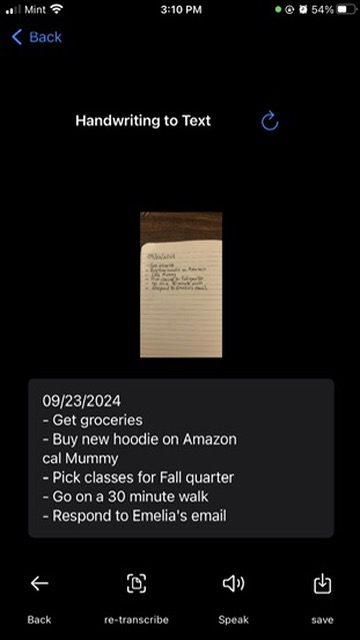 Mint
3:10 PM
54%
Back
Handwriting to Text
09/23/2024
- Get groceries
- Buy new hoodie on Amazon
cal Mummy
- Pick classes for Fall quarter
- Go on a 30 minute walk
- Respond to Emelia's email
Back
re-transcribe
Speak
save